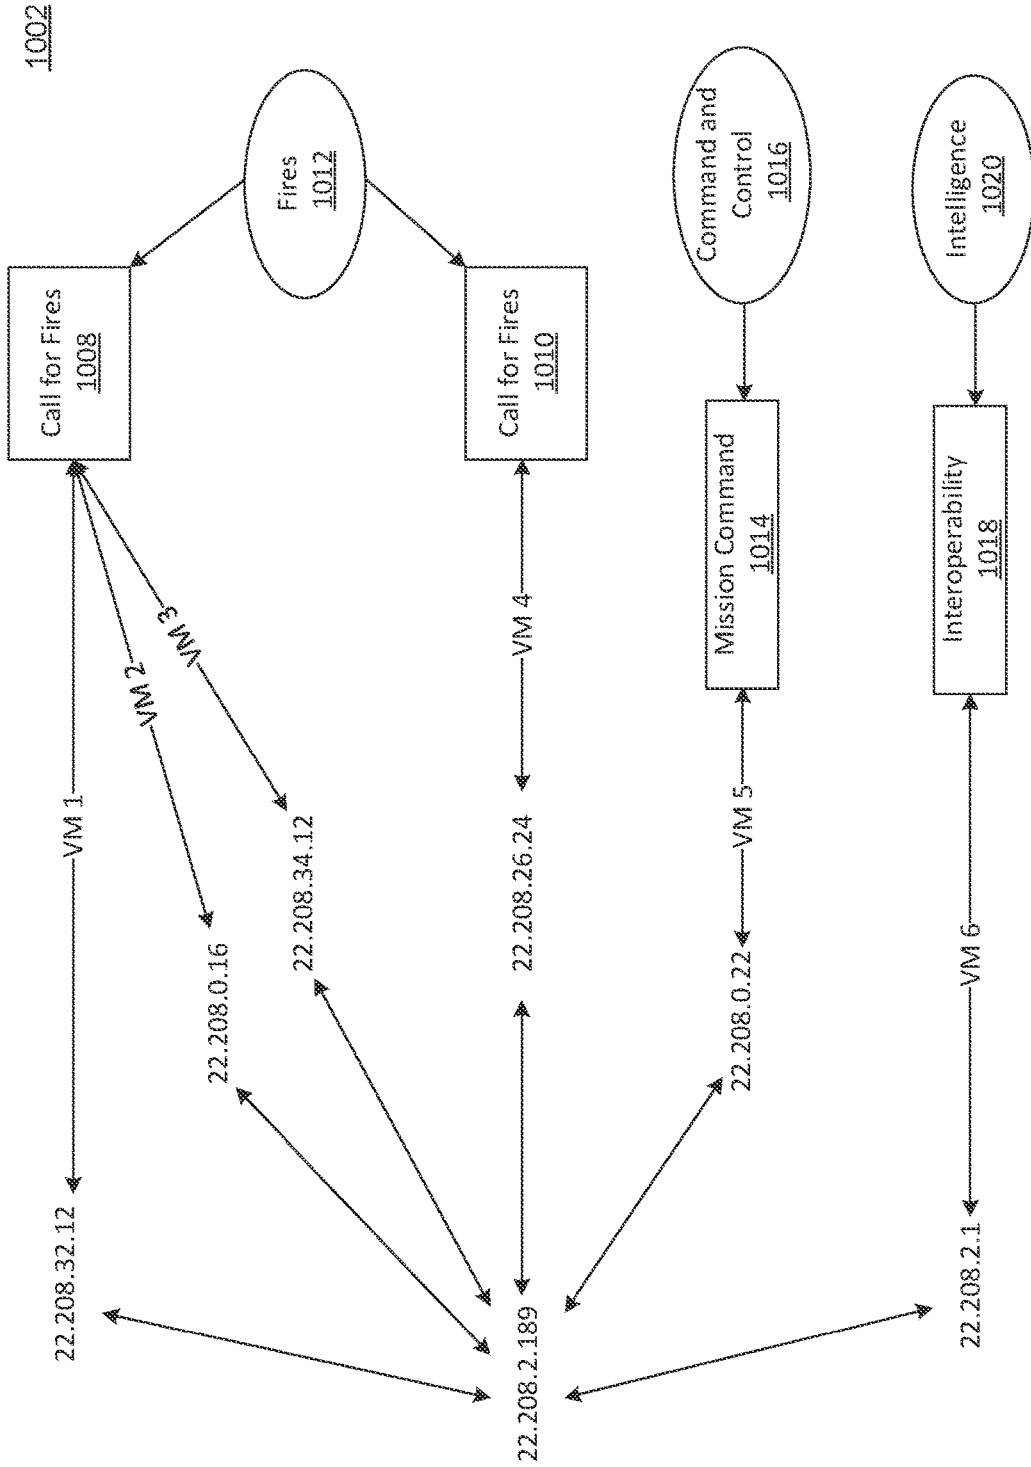 1002
Call for Fires
1008
Fires
1012
Call for Fires
1010
Command and
Control
1016
Intelligence
1020
Mission Command
1014
Interoperability
1018
VM 1
VM 2
VM 3
VM 4
VM 5
VM 6
22.208.32.12
22.208.0.16
22.208.34.12
22.208.26.24
22.208.0.22
22.208.2.1
22.208.2.189